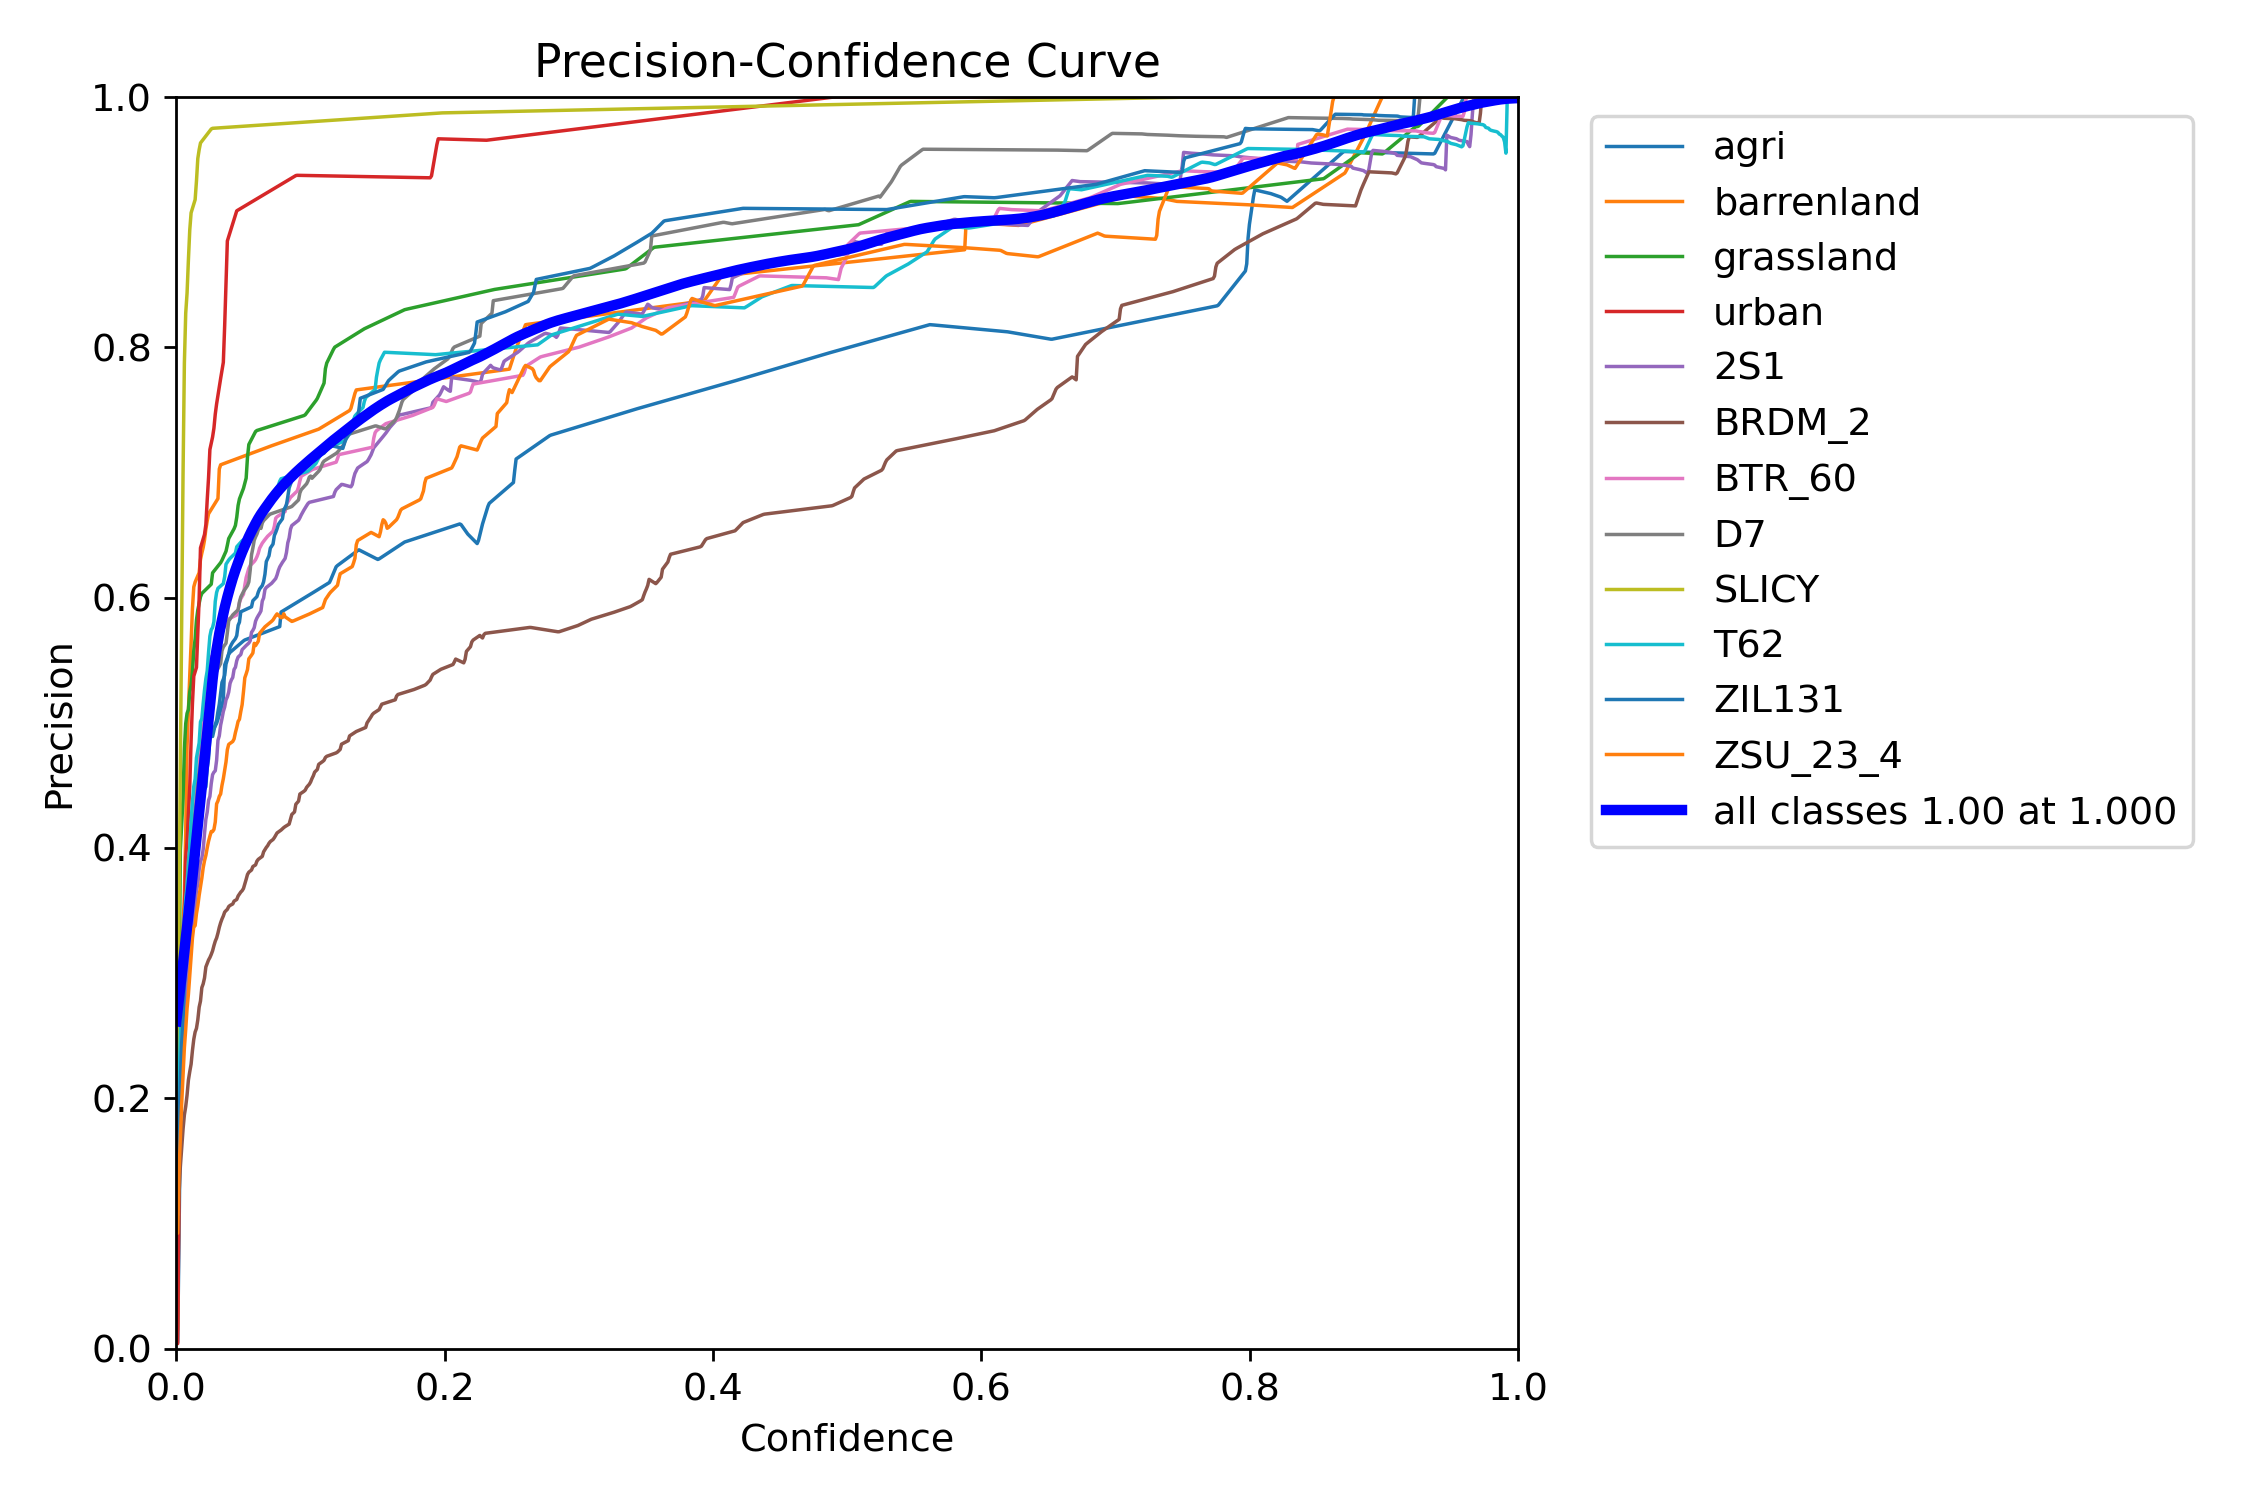 Precision-Confidence Curve
1.0
0.8
0.6
0.4
0.2
0.0
Precision
0.0 0.2 0.4 0.6 0.8 1.0
Confidence
agri
barrenland
grassland
urban
2S1
BRDM_2
BTR_60
D7
SLICY
T62
ZIL131
ZSU_23_4
all classes 1.00 at 1.000